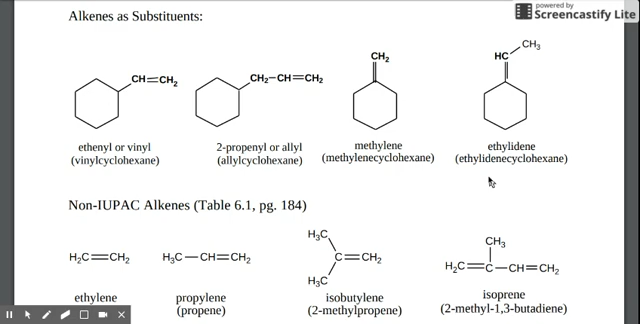 powered by
Screencastify Lite
Alkenes as Substituents:
CH=CH₂
CH₂-CH=CH₂
CH₂
HC
CH₃
ethenyl or vinyl
(vinylcyclohexane)
2-propenyl or allyl
(allylcyclohexane)
methylene
(methylenecyclohexane)
ethylidene
(ethylidenecyclohexane)
Non-IUPAC Alkenes (Table 6.1, pg. 184)
H₂C=CH₂
H₃C-CH=CH₂
H₃C
C=CH₂
H₃C
CH₃
H₂C=C-CH=CH₂
ethylene
propylene
(propene)
isobutylene
(2-methylpropene)
isoprene
(2-methyl-1,3-butadiene)